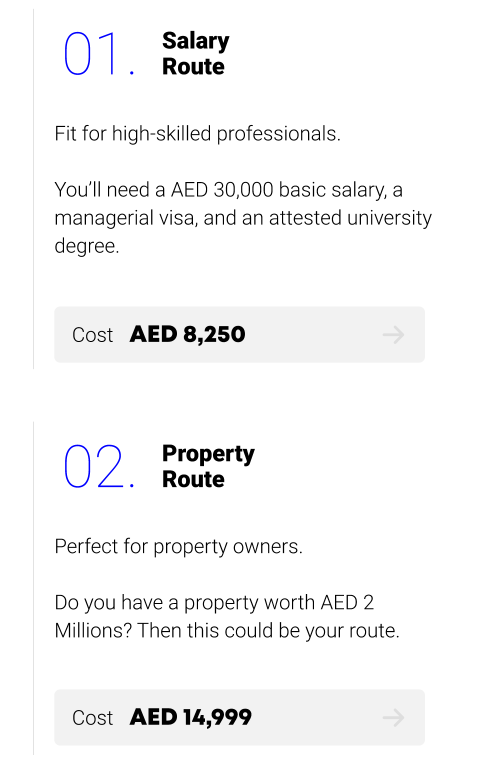 01.
Salary
Route
Fit for high-skilled professionals.
You’ll need a AED 30,000 basic salary, a
managerial visa, and an attested university
degree.
Cost AED 8,250
02.
Property
Route
Perfect for property owners.
Do you have a property worth AED 2
Millions? Then this could be your route.
Cost AED 14,999